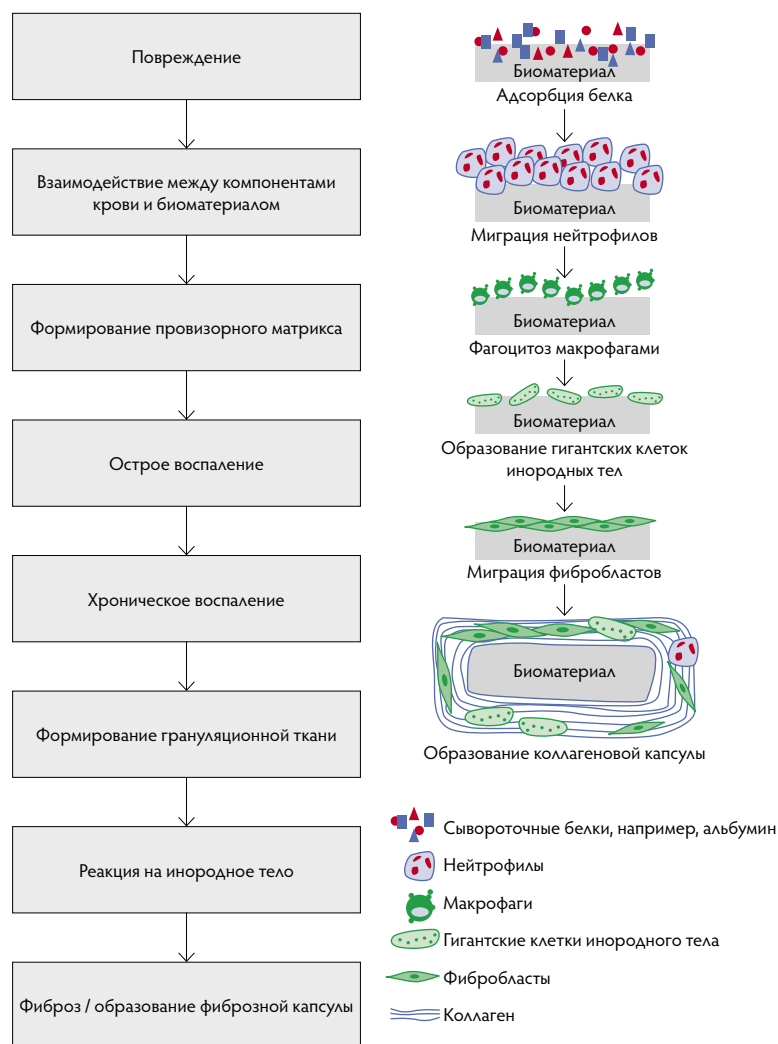 Повреждение
Взаимодействие между компонентами
крови и биоматериалом
Формирование провизорного матрикса
Острое воспаление
Хроническое воспаление
Формирование грануляционной ткани
Реакция на инородное тело
Фиброз / образование фиброзной капсулы
Биоматериал
Адсорбция белка
Биоматериал
Миграция нейтрофилов
Биоматериал
Фагоцитоз макрофагами
Биоматериал
Образование гигантских клеток
инородных тел
Биоматериал
Миграция фибробластов
Биоматериал
Образование коллагеновой капсулы
Сывороточные белки, например, альбумин
Нейтрофилы
Макрофаги
Гигантские клетки инородного тела
Фибробласты
Коллаген